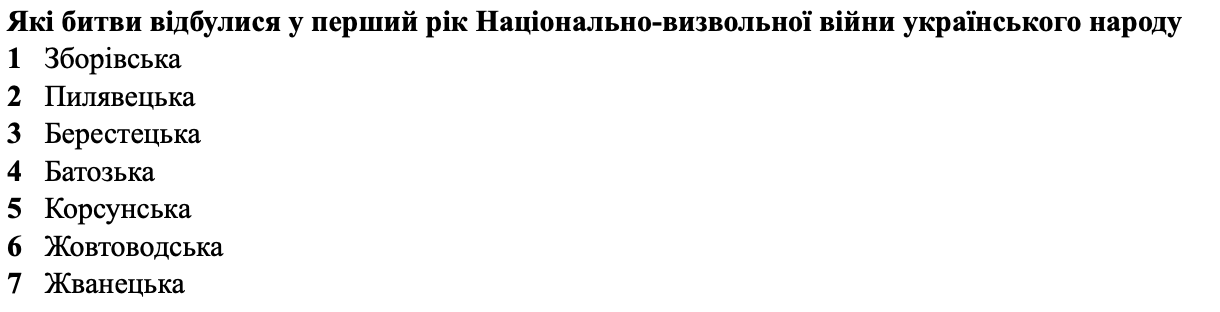 Які битви відбулися у перший рік Національно-визвольної війни українського народу
1 Зборівська
2 Пилявецька
3 Берестецька
4 Батозька
5 Корсунська
6 Жовтоводська
7 Жванецька